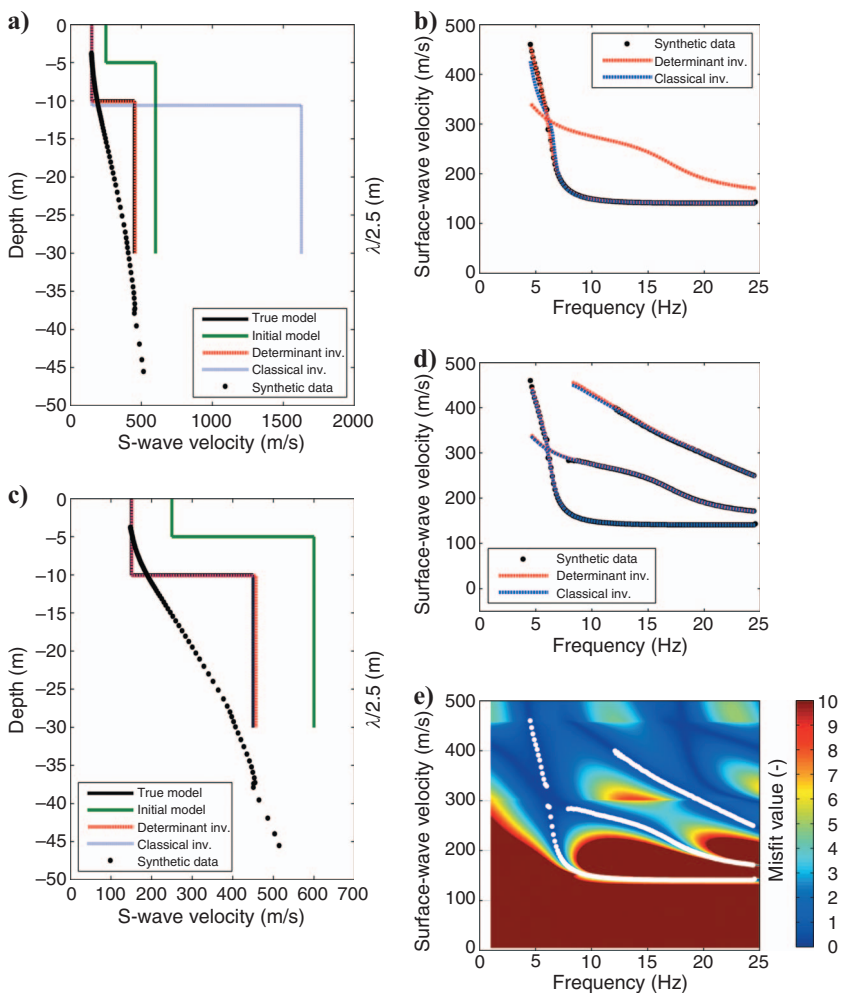 a)
0
–5
–10
–15
–20
–25
–30
–35
–40
–45
–50
Depth (m)
λ/2.5 (m)
True model
Initial model
Determinant inv.
Classical inv.
Synthetic data
0 500 1000 1500 2000
S-wave velocity (m/s)
b)
500
400
300
200
100
0
Surface-wave velocity (m/s)
Synthetic data
Determinant inv.
Classical inv.
0 5 10 15 20 25
Frequency (Hz)
c)
0
–5
–10
–15
–20
–25
–30
–35
–40
–45
–50
Depth (m)
λ/2.5 (m)
True model
Initial model
Determinant inv.
Classical inv.
Synthetic data
0 100 200 300 400 500 600 700
S-wave velocity (m/s)
d)
500
400
300
200
100
0
Surface-wave velocity (m/s)
Synthetic data
Determinant inv.
Classical inv.
0 5 10 15 20 25
Frequency (Hz)
e)
500
400
300
200
100
0
Surface-wave velocity (m/s)
0 5 10 15 20 25
Frequency (Hz)
Misfit value (-)
10
9
8
7
6
5
4
3
2
1
0